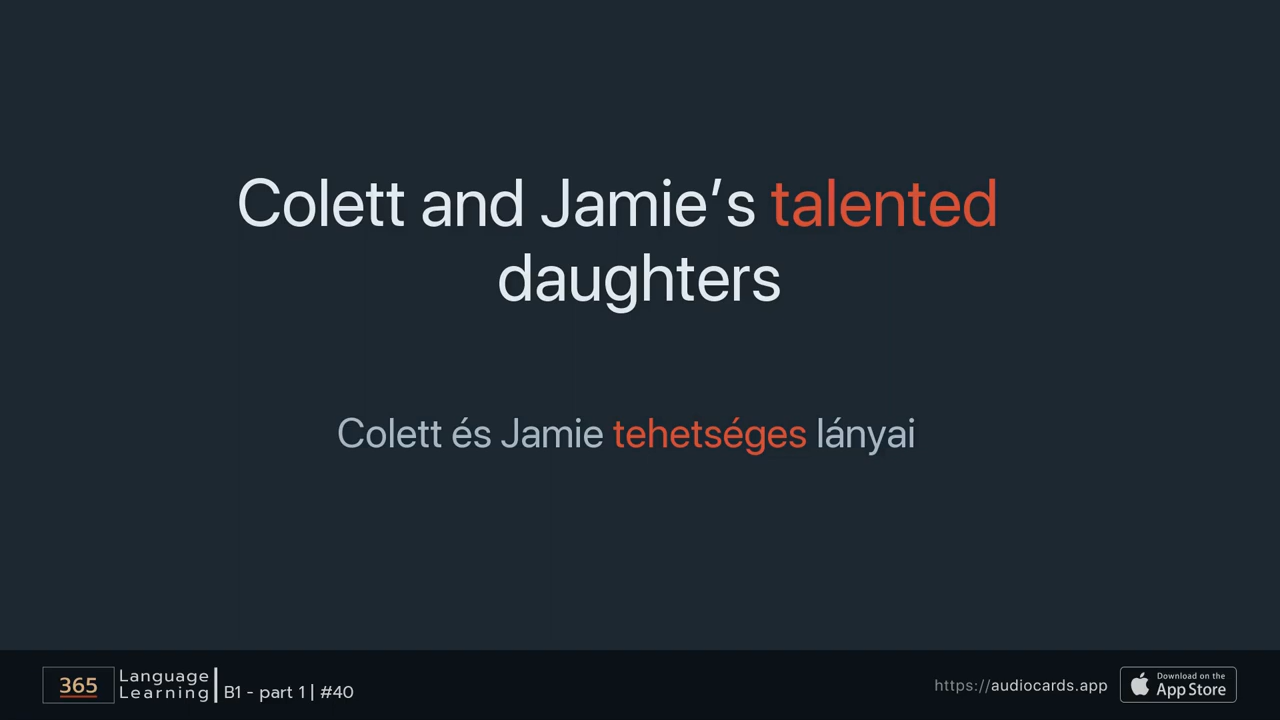 Colett and Jamie’s talented
daughters
Colett és Jamie tehetséges lányai
365
Language
Learning
B1 - part 1 | #40
https://audiocards.app
Download on the
App Store